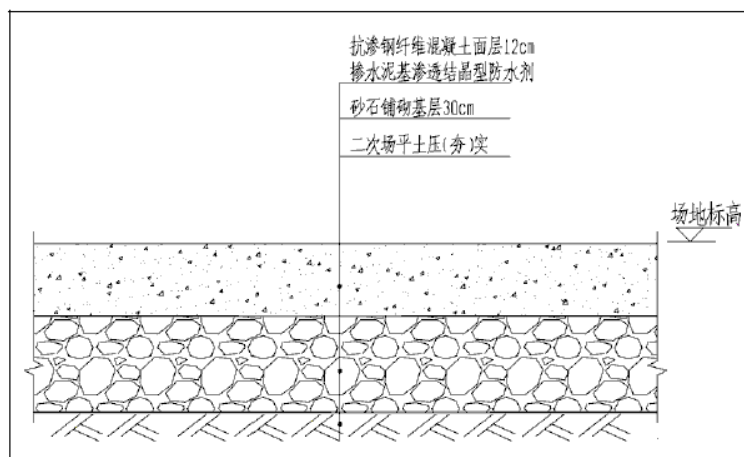 抗渗钢纤维混凝土面层12cm
掺水泥基渗透结晶型防水剂
砂石铺砌基层30cm
二次场平土压(夯)实
场地标高